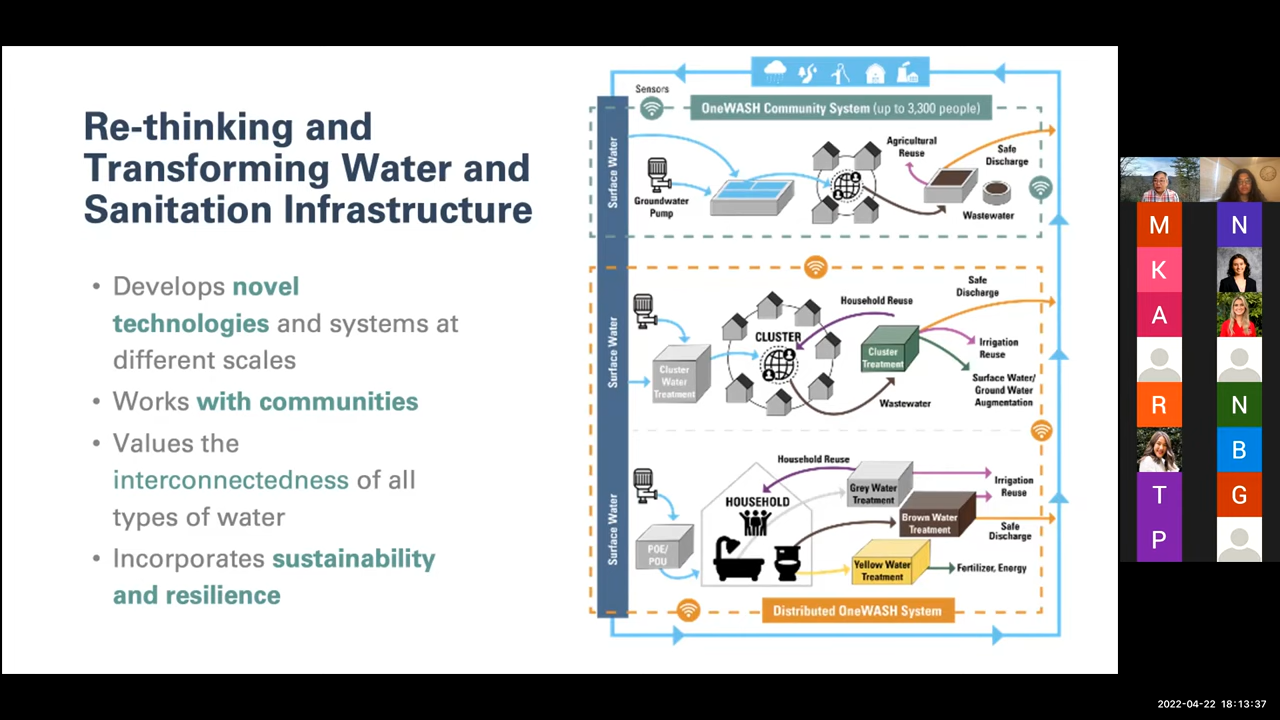 Re-thinking and
Transforming Water and
Sanitation Infrastructure
• Develops novel
technologies and systems at
different scales
• Works with communities
• Values the
interconnectedness of all
types of water
• Incorporates sustainability
and resilience
Sensors
OneWASH Community System (up to 3,300 people)
Surface Water
Groundwater
Pump
Agricultural
Reuse
Safe
Discharge
Wastewater
Surface Water
Cluster
Water
Treatment
CLUSTER
Household Reuse
Cluster
Treatment
Wastewater
Safe
Discharge
Irrigation
Reuse
Surface Water/
Ground Water
Augmentation
Surface Water
POE/
POU
HOUSEHOLD
Household Reuse
Grey Water
Treatment
Brown Water
Treatment
Yellow Water
Treatment
Irrigation
Reuse
Safe
Discharge
Fertilizer, Energy
Distributed OneWASH System
M
N
K
A
R
N
B
T
G
P
2022-04-22 18:13:37